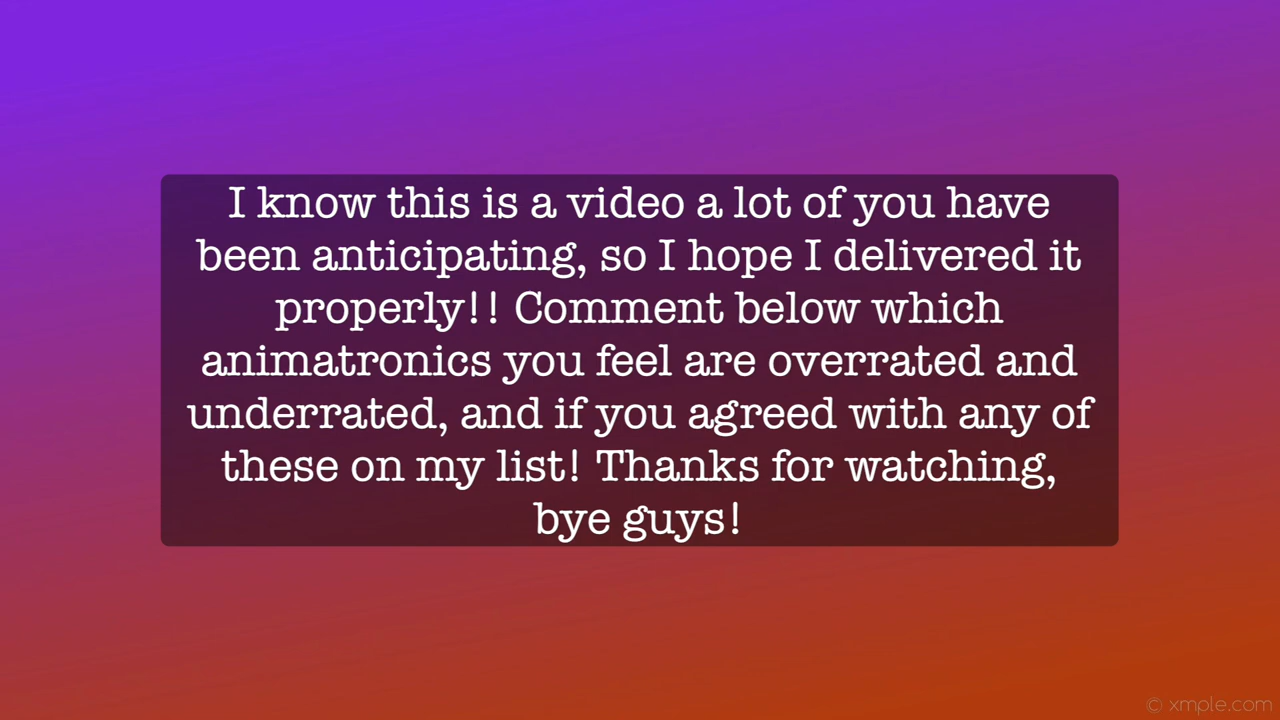 I know this is a video a lot of you have
been anticipating, so I hope I delivered it
properly!! Comment below which
animatronics you feel are overrated and
underrated, and if you agreed with any of
these on my list! Thanks for watching,
bye guys!
© xmple.com